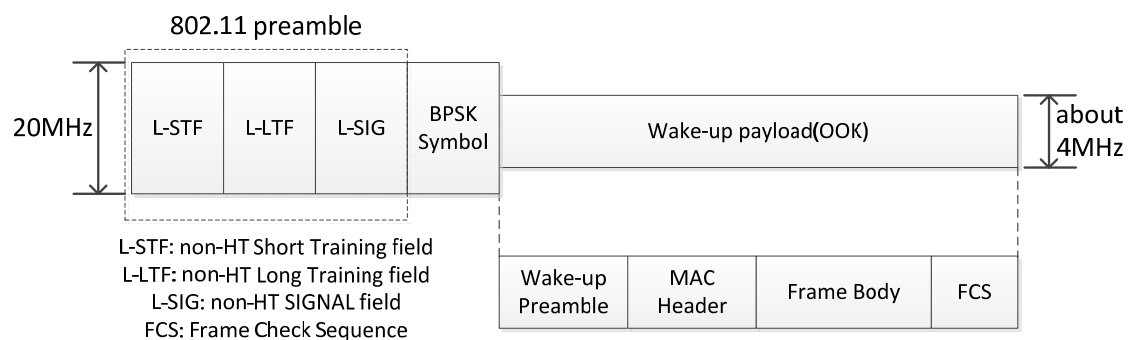 802.11 preamble
20MHz
L-STF
L-LTF
L-SIG
BPSK
Symbol
Wake-up payload(OOK)
about
4MHz
L-STF: non-HT Short Training field
L-LTF: non-HT Long Training field
L-SIG: non-HT SIGNAL field
FCS: Frame Check Sequence
Wake-up
Preamble
MAC
Header
Frame Body
FCS